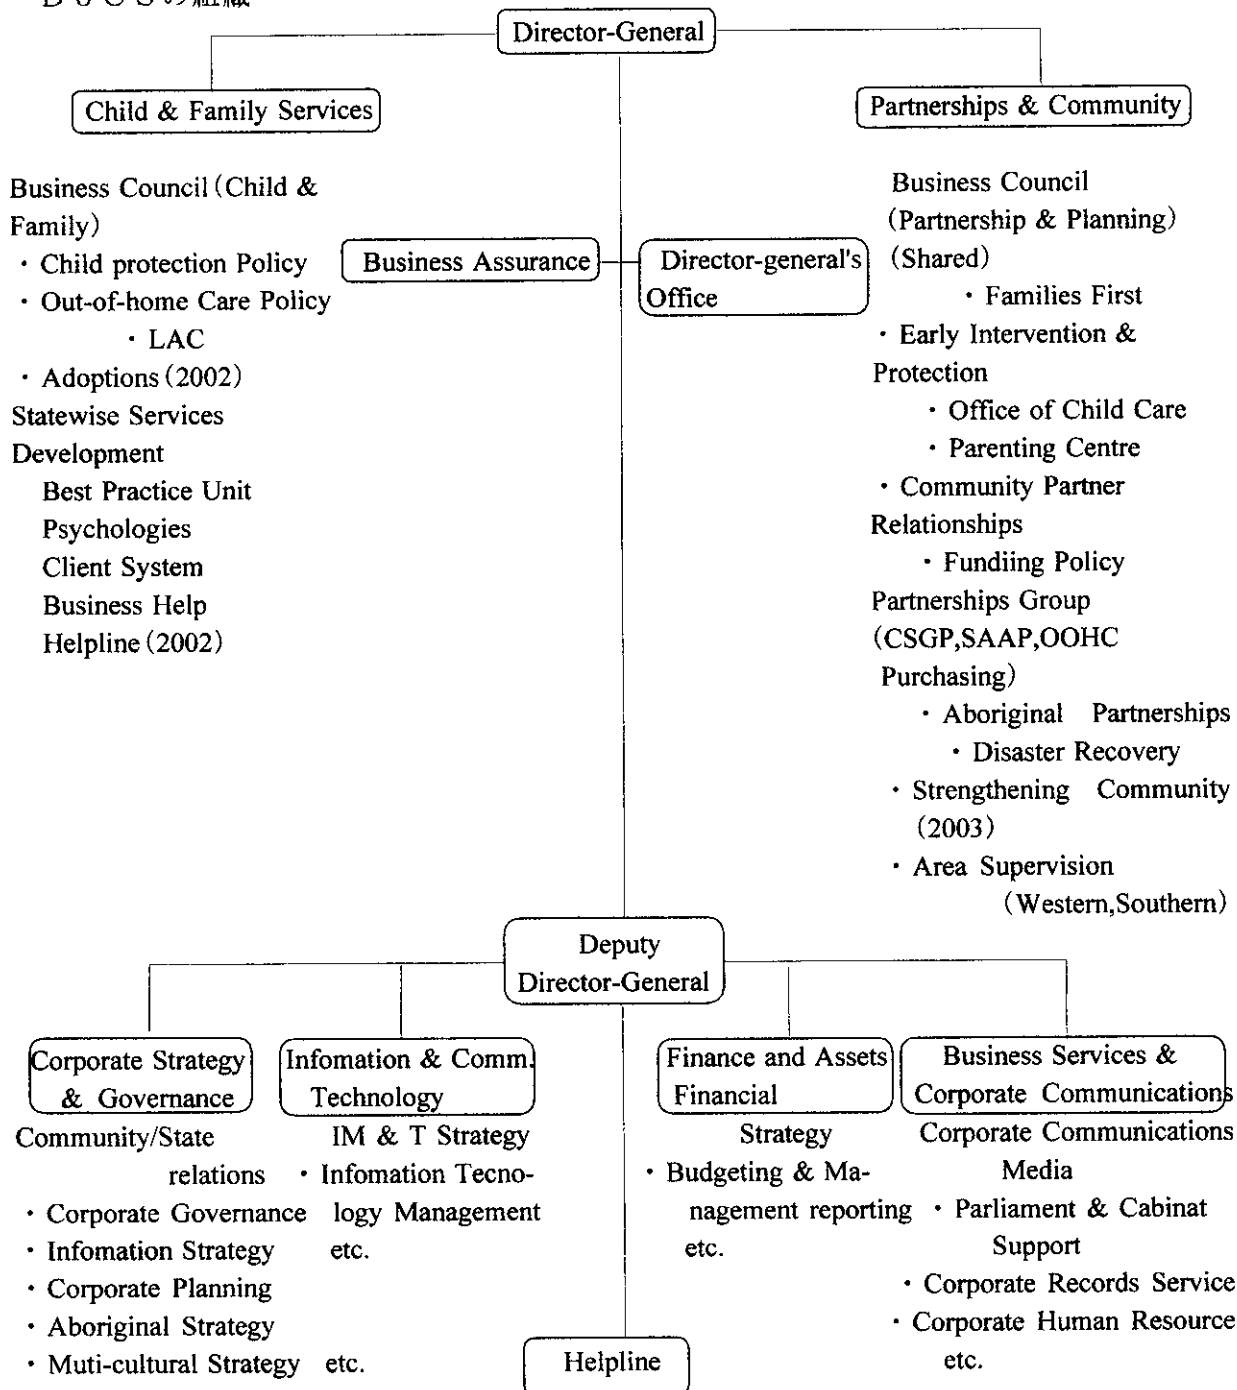 ＤｏＣＳの組織
Director-General
Child & Family Services
Partnerships & Community
Business Council (Child &
Family)
・Child protection Policy
・Out-of-home Care Policy
・LAC
・Adoptions (2002)
Statewise Services
Development
Best Practice Unit
Psychologies
Client System
Business Help
Helpline (2002)
Business Assurance
Director-general's
Office
Business Council
(Partnership & Planning)
(Shared)
・Families First
・Early Intervention &
Protection
・Office of Child Care
・Parenting Centre
・Community Partner
Relationships
・Fundiing Policy
Partnerships Group
(CSGP,SAAP,OOHC
Purchasing)
・Aboriginal Partnerships
・Disaster Recovery
・Strengthening Community
(2003)
・Area Supervision
(Western,Southern)
Deputy
Director-General
Corporate Strategy
& Governance
Community/State
relations
・Corporate Governance
・Infomation Strategy
・Corporate Planning
・Aboriginal Strategy
・Muti-cultural Strategy etc.
Infomation & Comm.
Technology
IM & T Strategy
・Infomation Tecno-
logy Management
etc.
Finance and Assets
Financial
Strategy
・Budgeting & Ma-
nagement reporting
etc.
Business Services &
Corporate Communications
Corporate Communications
Media
・Parliament & Cabinat
Support
・Corporate Records Service
・Corporate Human Resource
etc.
Helpline